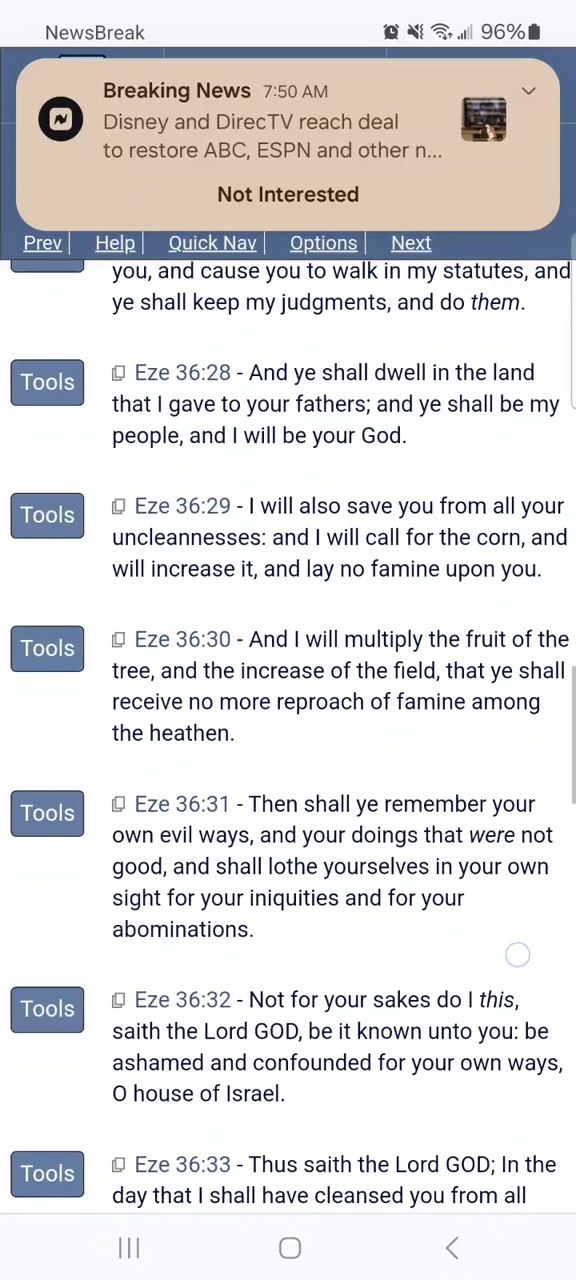 NewsBreak 96%
Breaking News 7:50 AM
Disney and DirecTV reach deal
to restore ABC, ESPN and other n...
Not Interested
Prev Help Quick Nav Options Next
you, and cause you to walk in my statutes, and
ye shall keep my judgments, and do them.
Tools Eze 36:28 - And ye shall dwell in the land
that I gave to your fathers; and ye shall be my
people, and I will be your God.
Tools Eze 36:29 - I will also save you from all your
uncleannesses: and I will call for the corn, and
will increase it, and lay no famine upon you.
Tools Eze 36:30 - And I will multiply the fruit of the
tree, and the increase of the field, that ye shall
receive no more reproach of famine among
the heathen.
Tools Eze 36:31 - Then shall ye remember your
own evil ways, and your doings that were not
good, and shall lothe yourselves in your own
sight for your iniquities and for your
abominations.
Tools Eze 36:32 - Not for your sakes do I this,
saith the Lord GOD, be it known unto you: be
ashamed and confounded for your own ways,
O house of Israel.
Tools Eze 36:33 - Thus saith the Lord GOD; In the
day that I shall have cleansed you from all